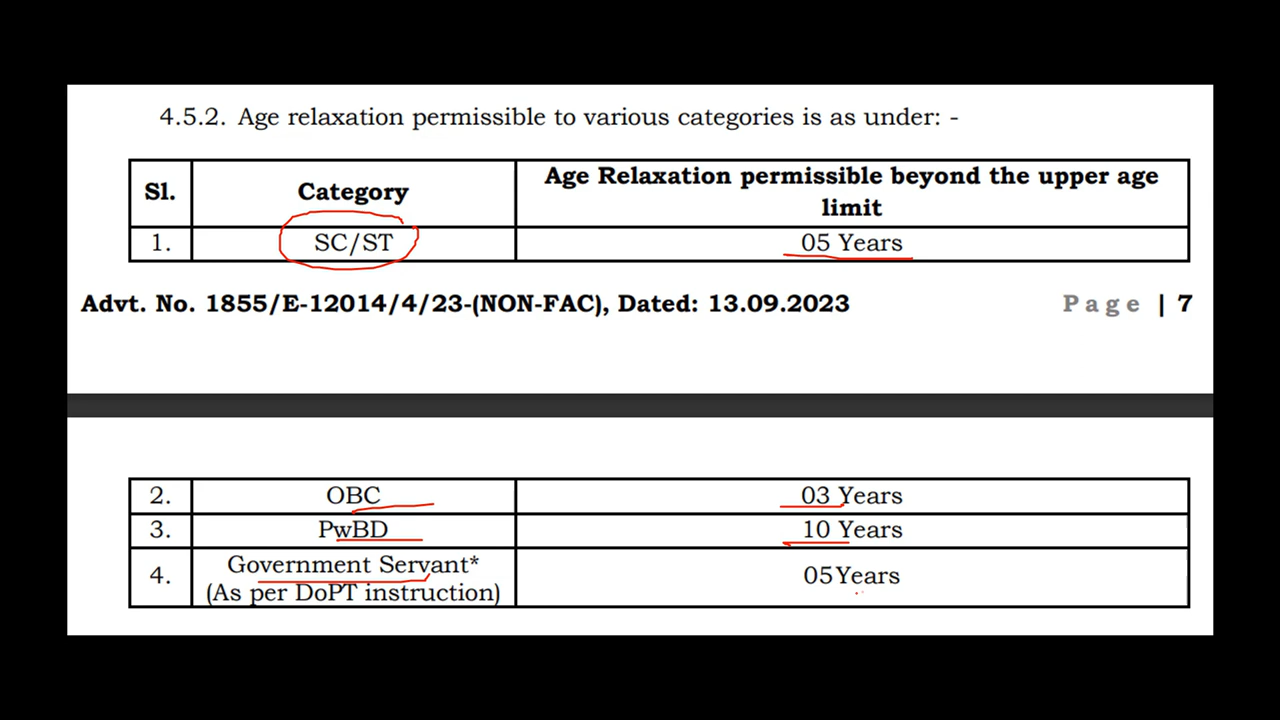 4.5.2. Age relaxation permissible to various categories is as under: -
Sl. Category Age Relaxation permissible beyond the upper age limit
1. SC/ST 05 Years
Advt. No. 1855/E-12014/4/23-(NON-FAC), Dated: 13.09.2023 Page | 7
2. OBC 03 Years
3. PwBD 10 Years
4. Government Servant* (As per DoPT instruction) 05Years